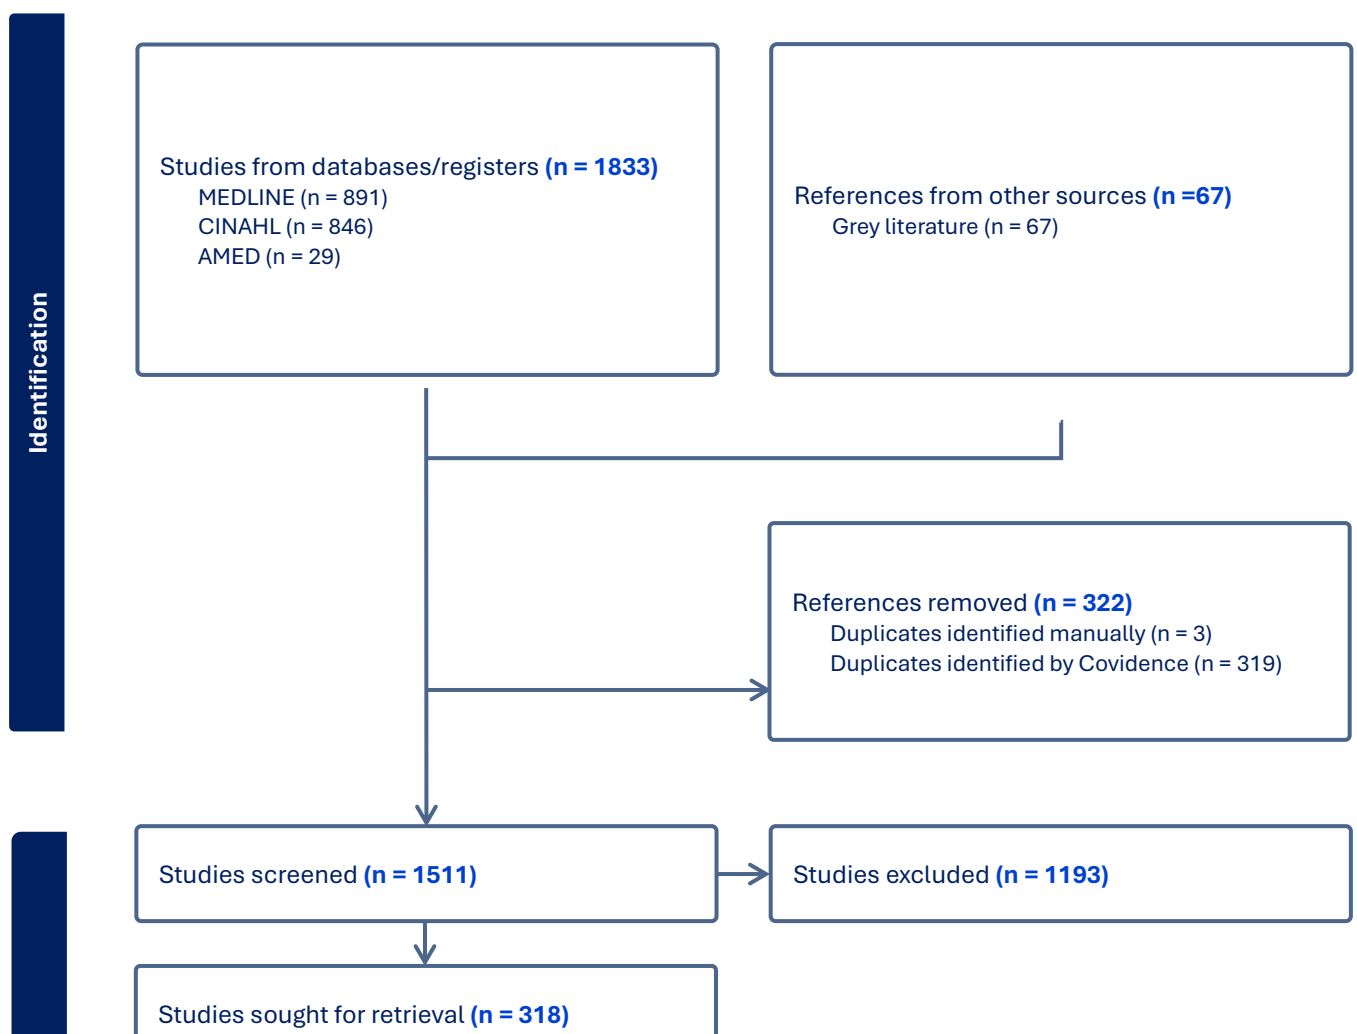 Identification
Studies from databases/registers (n = 1833)
MEDLINE (n = 891)
CINAHL (n = 846)
AMED (n = 29)
References from other sources (n =67)
Grey literature (n = 67)
References removed (n = 322)
Duplicates identified manually (n = 3)
Duplicates identified by Covidence (n = 319)
Studies screened (n = 1511)
Studies excluded (n = 1193)
Studies sought for retrieval (n = 318)